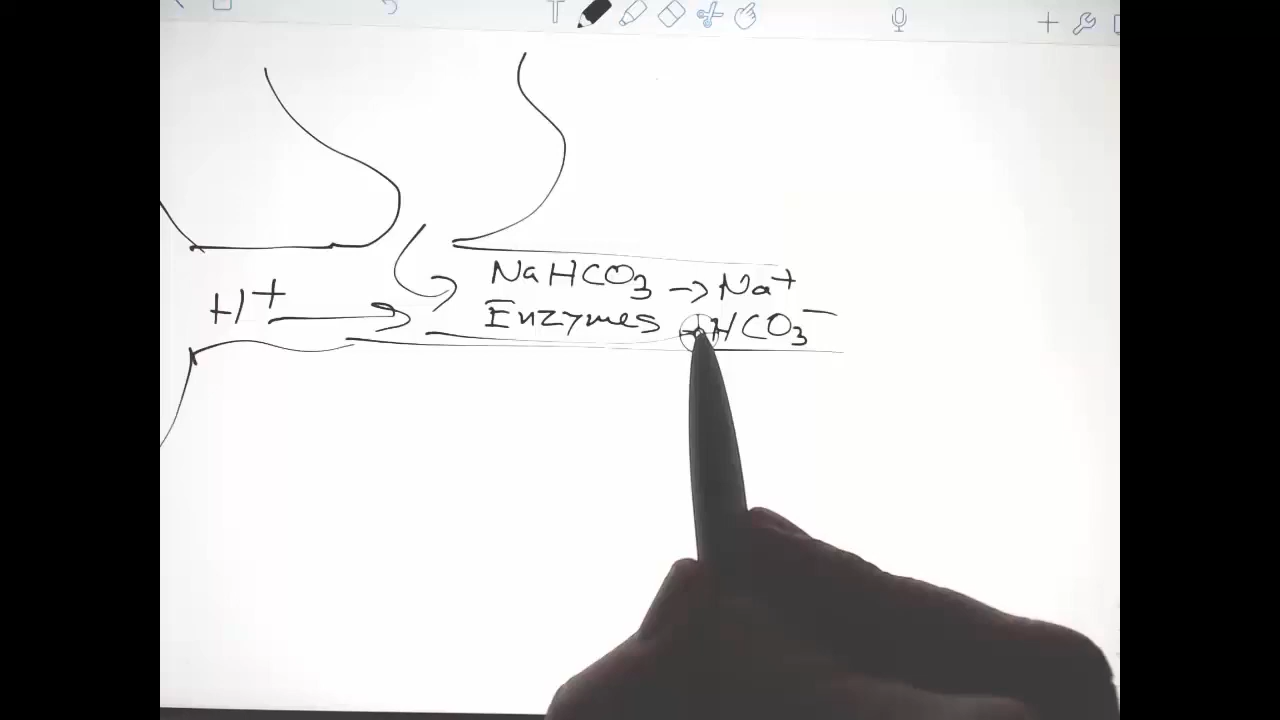 NaHCO3 → Na+
H+ Enzymes HCO3−